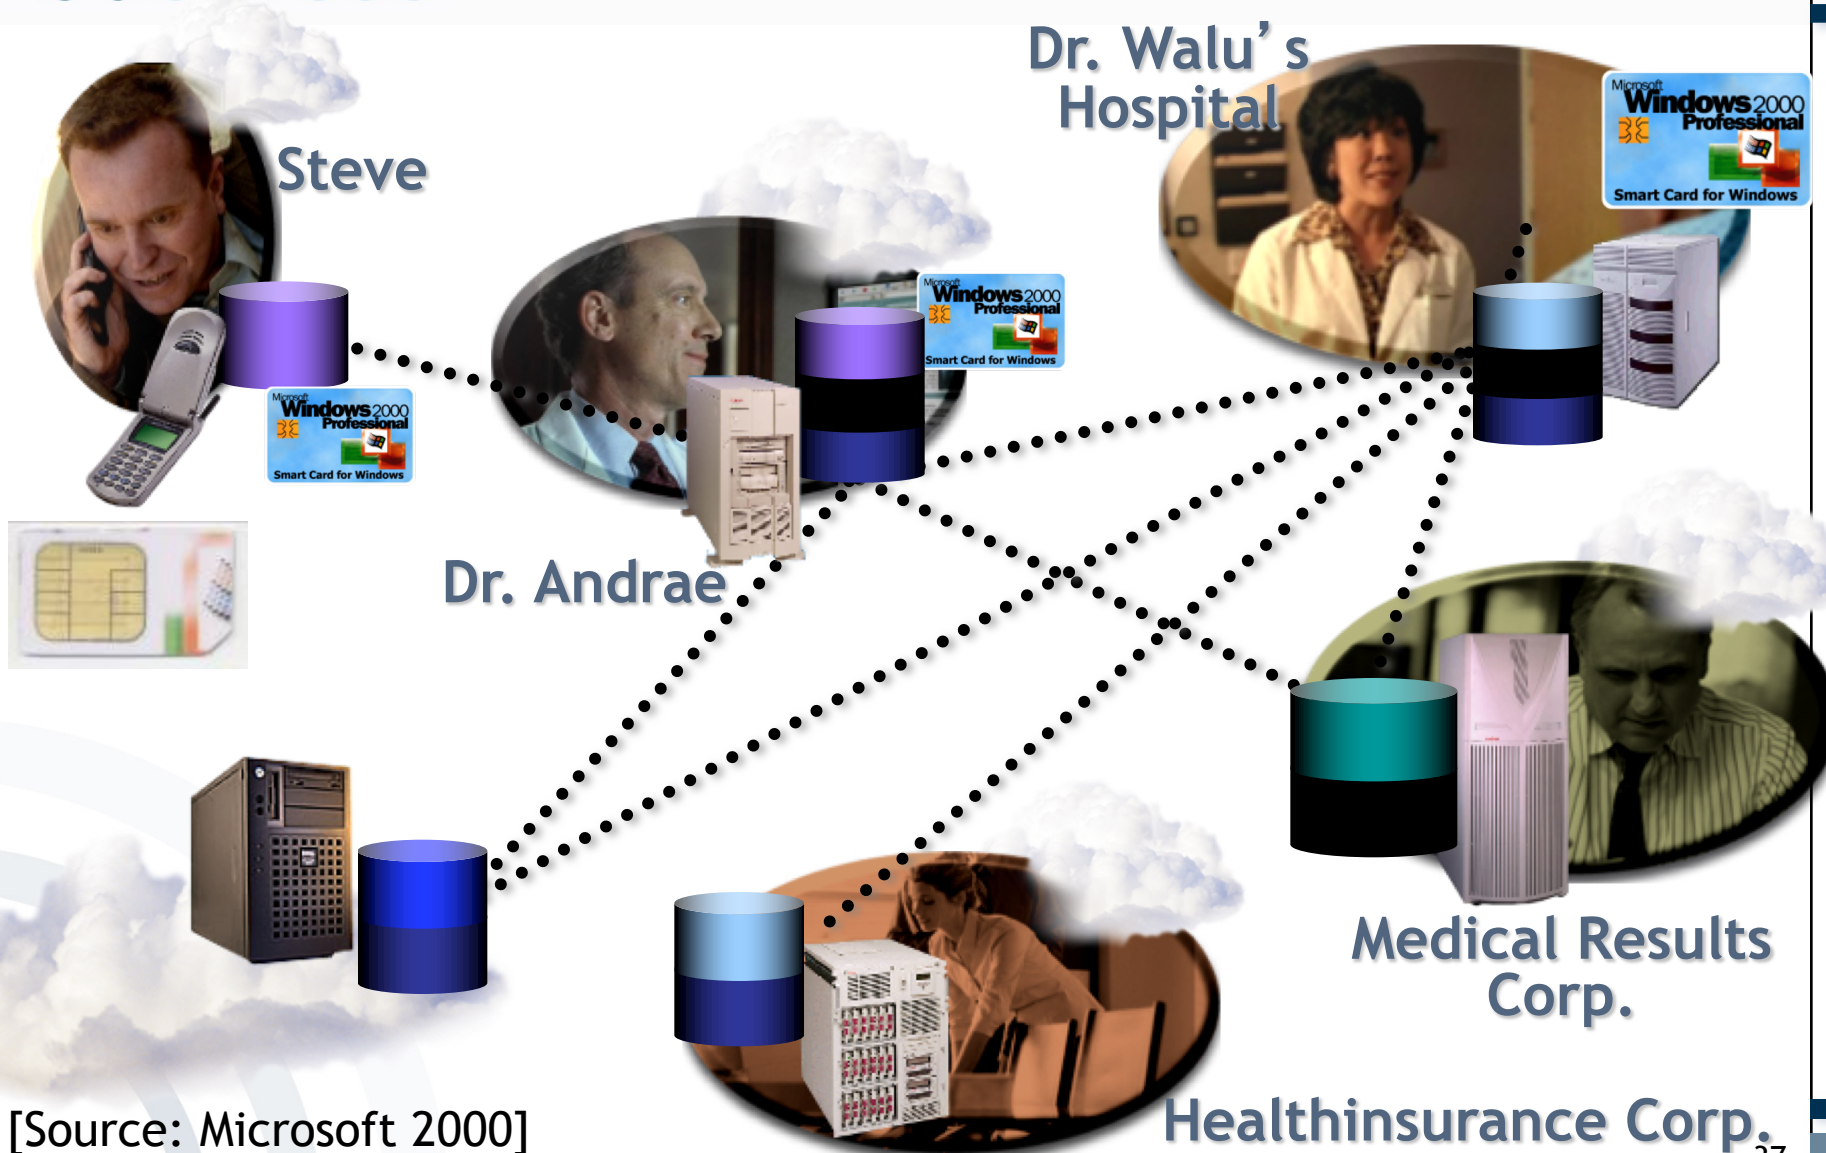 Dr. Walu’s
Hospital
Microsoft
Windows 2000
Professional
Smart Card for Windows
Steve
Microsoft
Windows 2000
Professional
Smart Card for Windows
Microsoft
Windows 2000
Professional
Smart Card for Windows
Dr. Andrae
Medical Results
Corp.
Healthinsurance Corp.
[Source: Microsoft 2000]